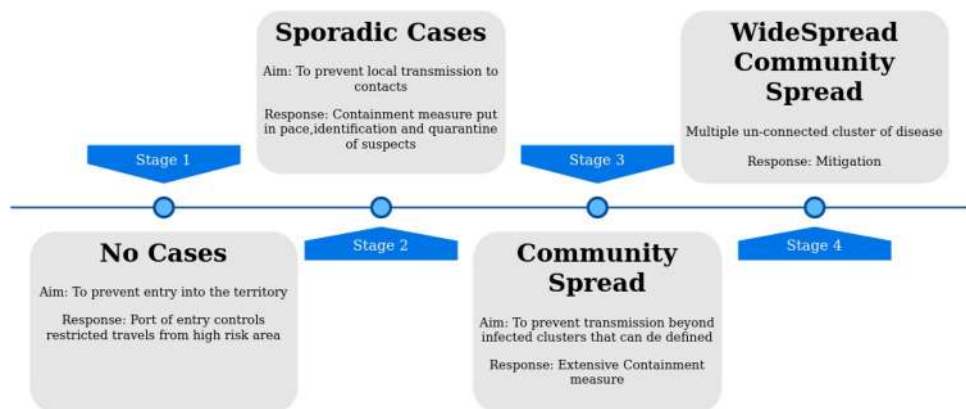 Stage 1
No Cases
Aim: To prevent entry into the territory
Response: Port of entry controls
restricted travels from high risk area
Sporadic Cases
Aim: To prevent local transmission to
contacts
Response: Containment measure put
in pace,identification and quarantine
of suspects
Stage 2
Stage 3
Community
Spread
Aim: To prevent transmission beyond
infected clusters that can de defined
Response: Extensive Containment
measure
WideSpread
Community
Spread
Multiple un-connected cluster of disease
Response: Mitigation
Stage 4